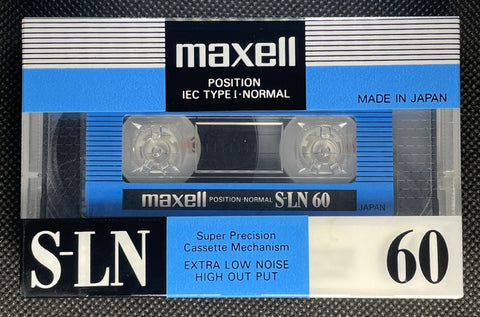 maxell
POSITION
IEC TYPE I·NORMAL
MADE IN JAPAN
maxell POSITION·NORMAL S-LN 60
JAPAN
S-LN
Super Precision
Cassette Mechanism
EXTRA LOW NOISE
HIGH OUT PUT
60